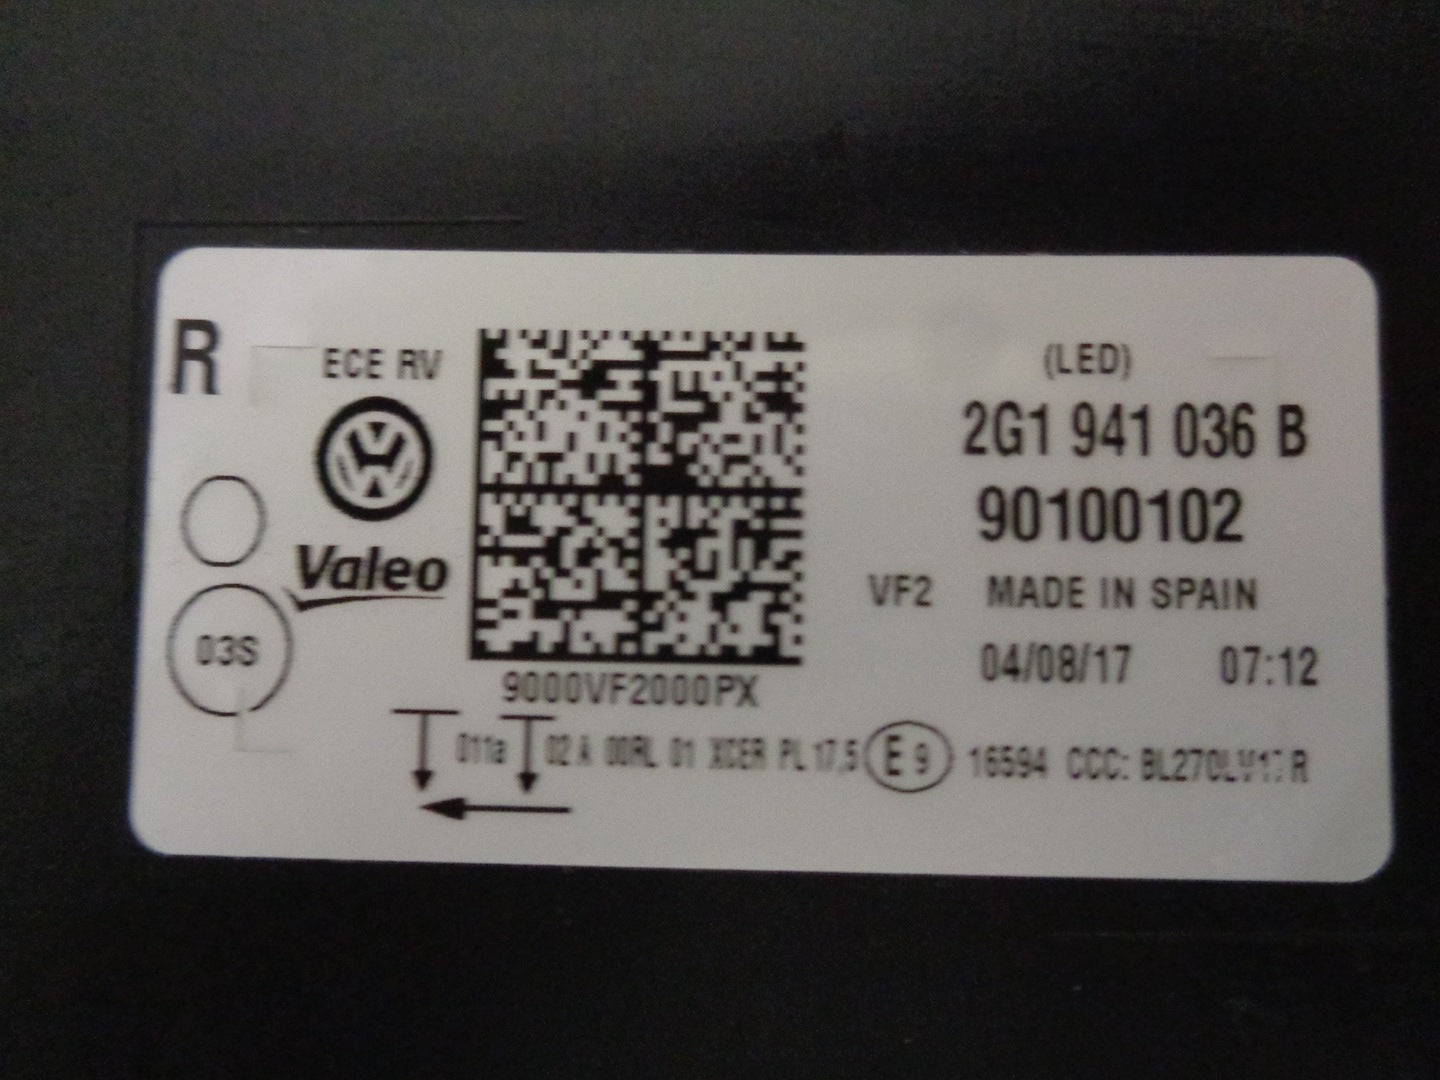 R
ECE RV
Valeo
03S
9000VF2000PX
(LED)
2G1 941 036 B
90100102
VF2 MADE IN SPAIN
04/08/17 07:12
011a 02 A 00RL 01 XCER PL 17,5 E 9 16594 CCC: R